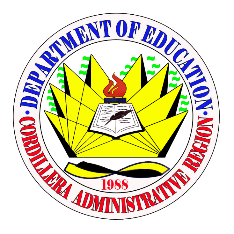 DEPARTMENT OF EDUCATION
1988
CORDILLERA ADMINISTRATIVE REGION